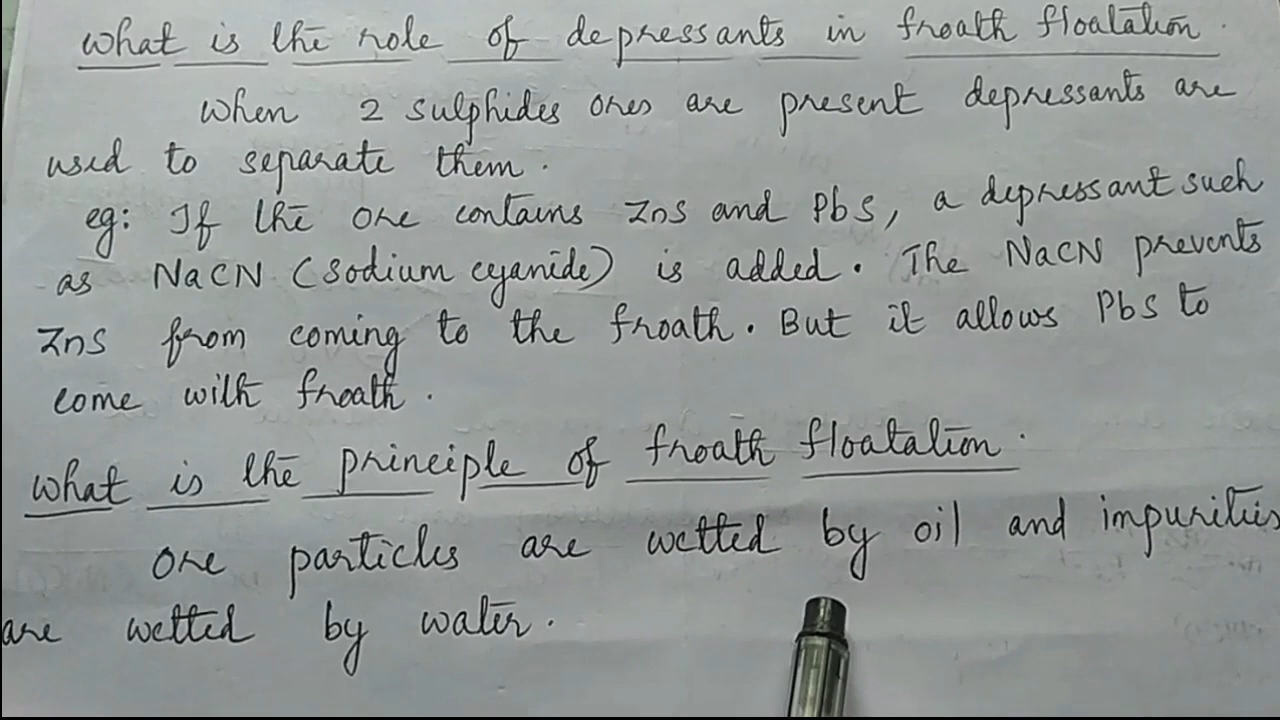 What is the role of depressants in froath floatation.
When 2 sulphides ores are present depressants are
used to separate them.
eg: If the ore contains ZnS and PbS, a depressant such
as NaCN (sodium cyanide) is added. The NaCN prevents
ZnS from coming to the froath. But it allows PbS to
come with froath.
What is the principle of froath floatation.
Ore particles are wetted by oil and impurities
are wetted by water.